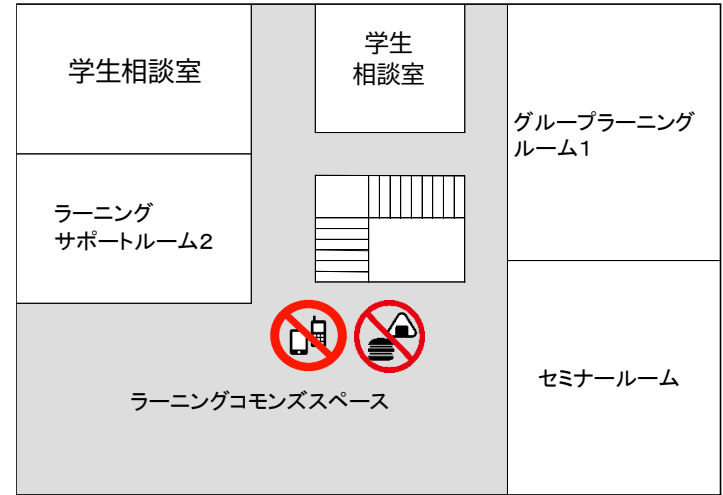 学生相談室
学生
相談室
グループラーニング
ルーム1
ラーニング
サポートルーム2
ラーニングコモンズスペース
セミナールーム